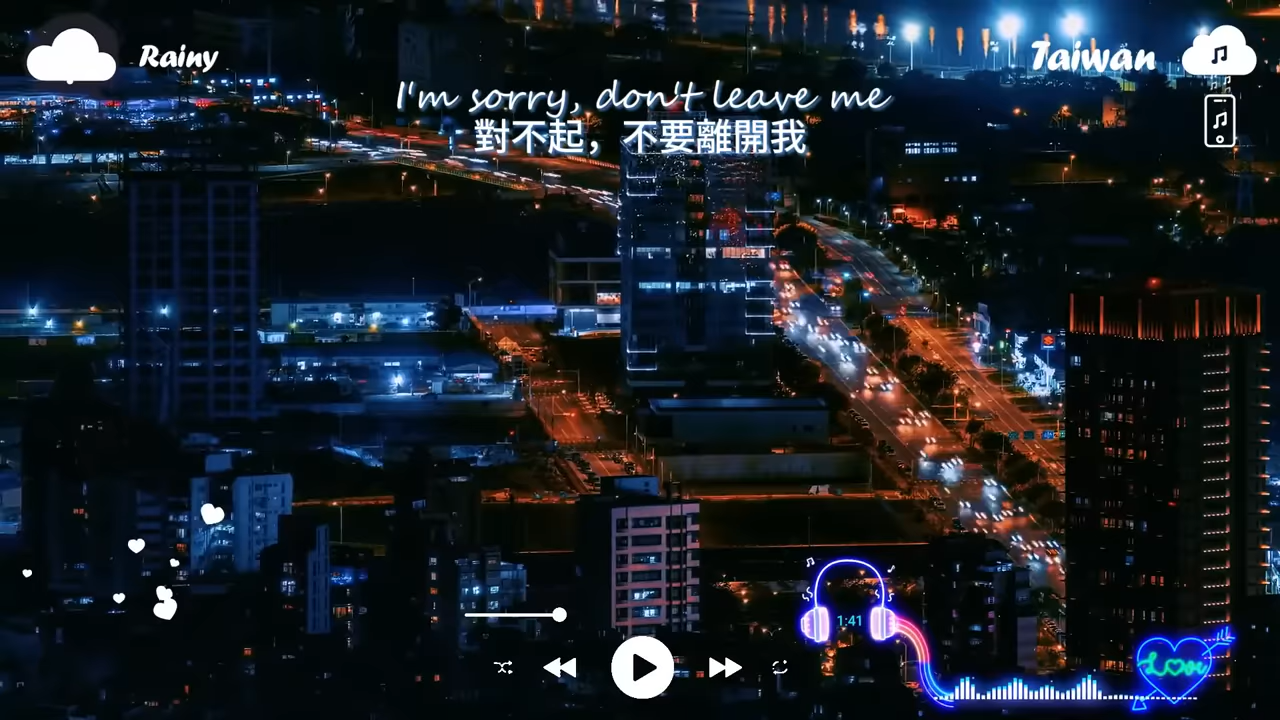 Rainy
Taiwan
I'm sorry, don't leave me
對不起，不要離開我
1:41
Love